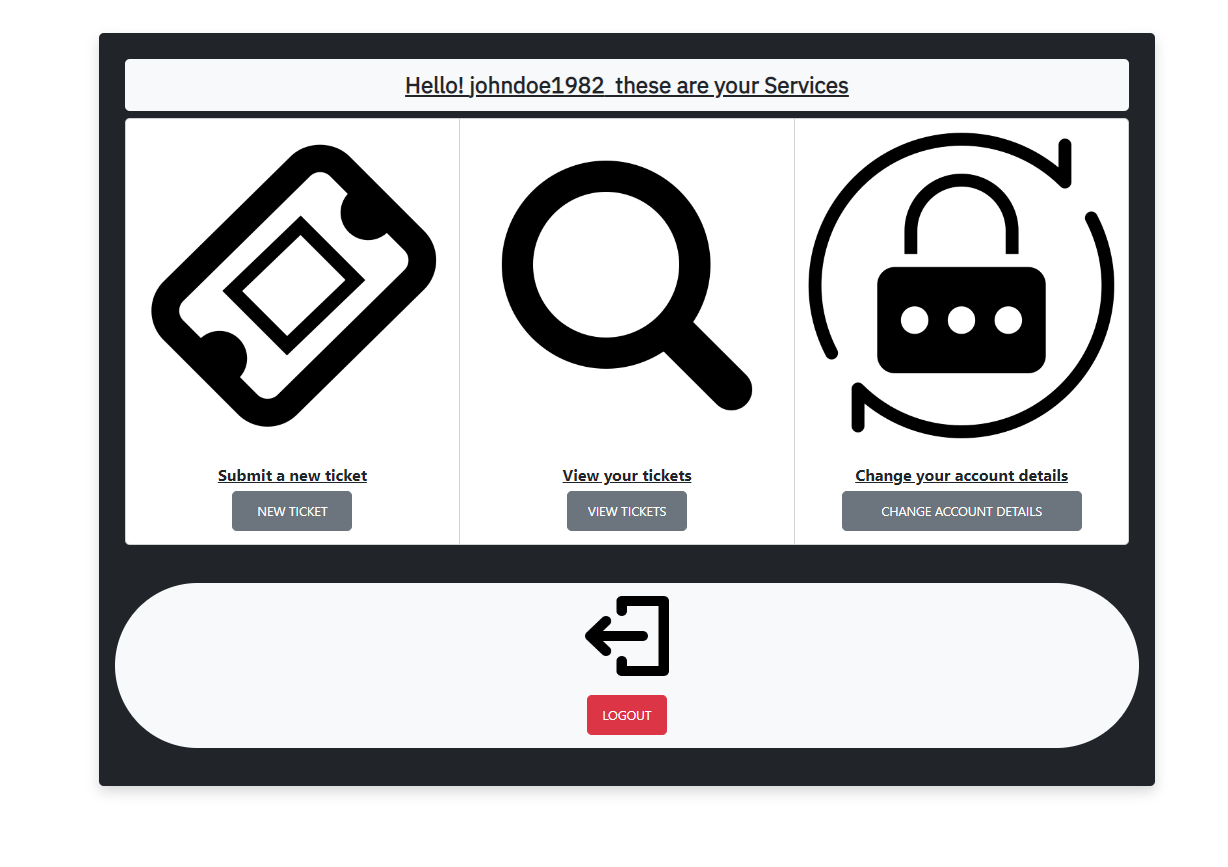 Hello! johndoe1982  these are your Services
Submit a new ticket
NEW TICKET
View your tickets
VIEW TICKETS
Change your account details
CHANGE ACCOUNT DETAILS
LOGOUT